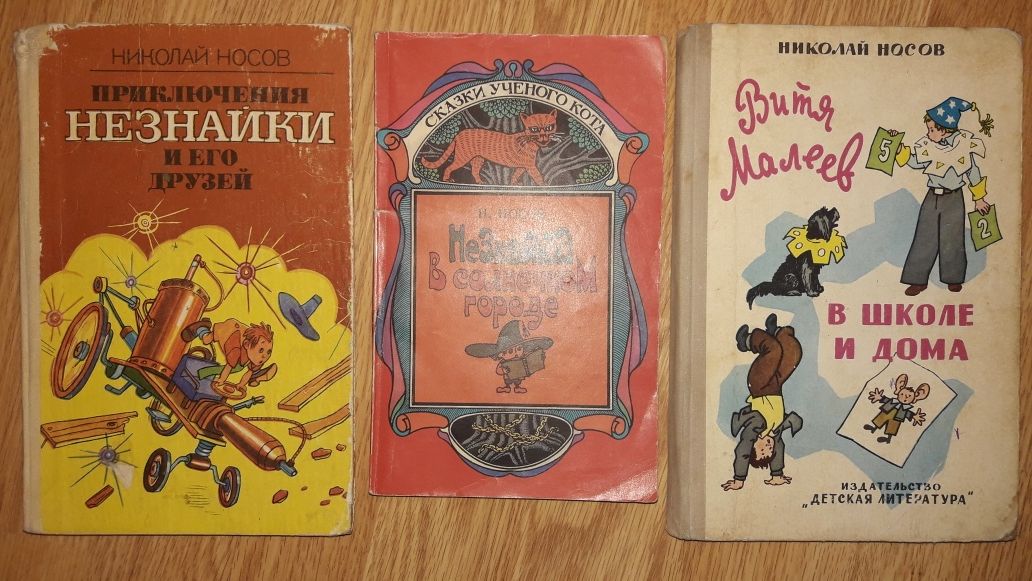 НИКОЛАЙ НОСОВ
ПРИКЛЮЧЕНИЯ
НЕЗНАЙКИ
И ЕГО
ДРУЗЕЙ
СКАЗКИ УЧЕНОГО КОТА
Н. НОСОВ
Незнайка
в солнечном
городе
НИКОЛАЙ НОСОВ
Витя
Малеев
5
2
В ШКОЛЕ
И ДОМА
ИЗДАТЕЛЬСТВО
„ДЕТСКАЯ ЛИТЕРАТУРА"